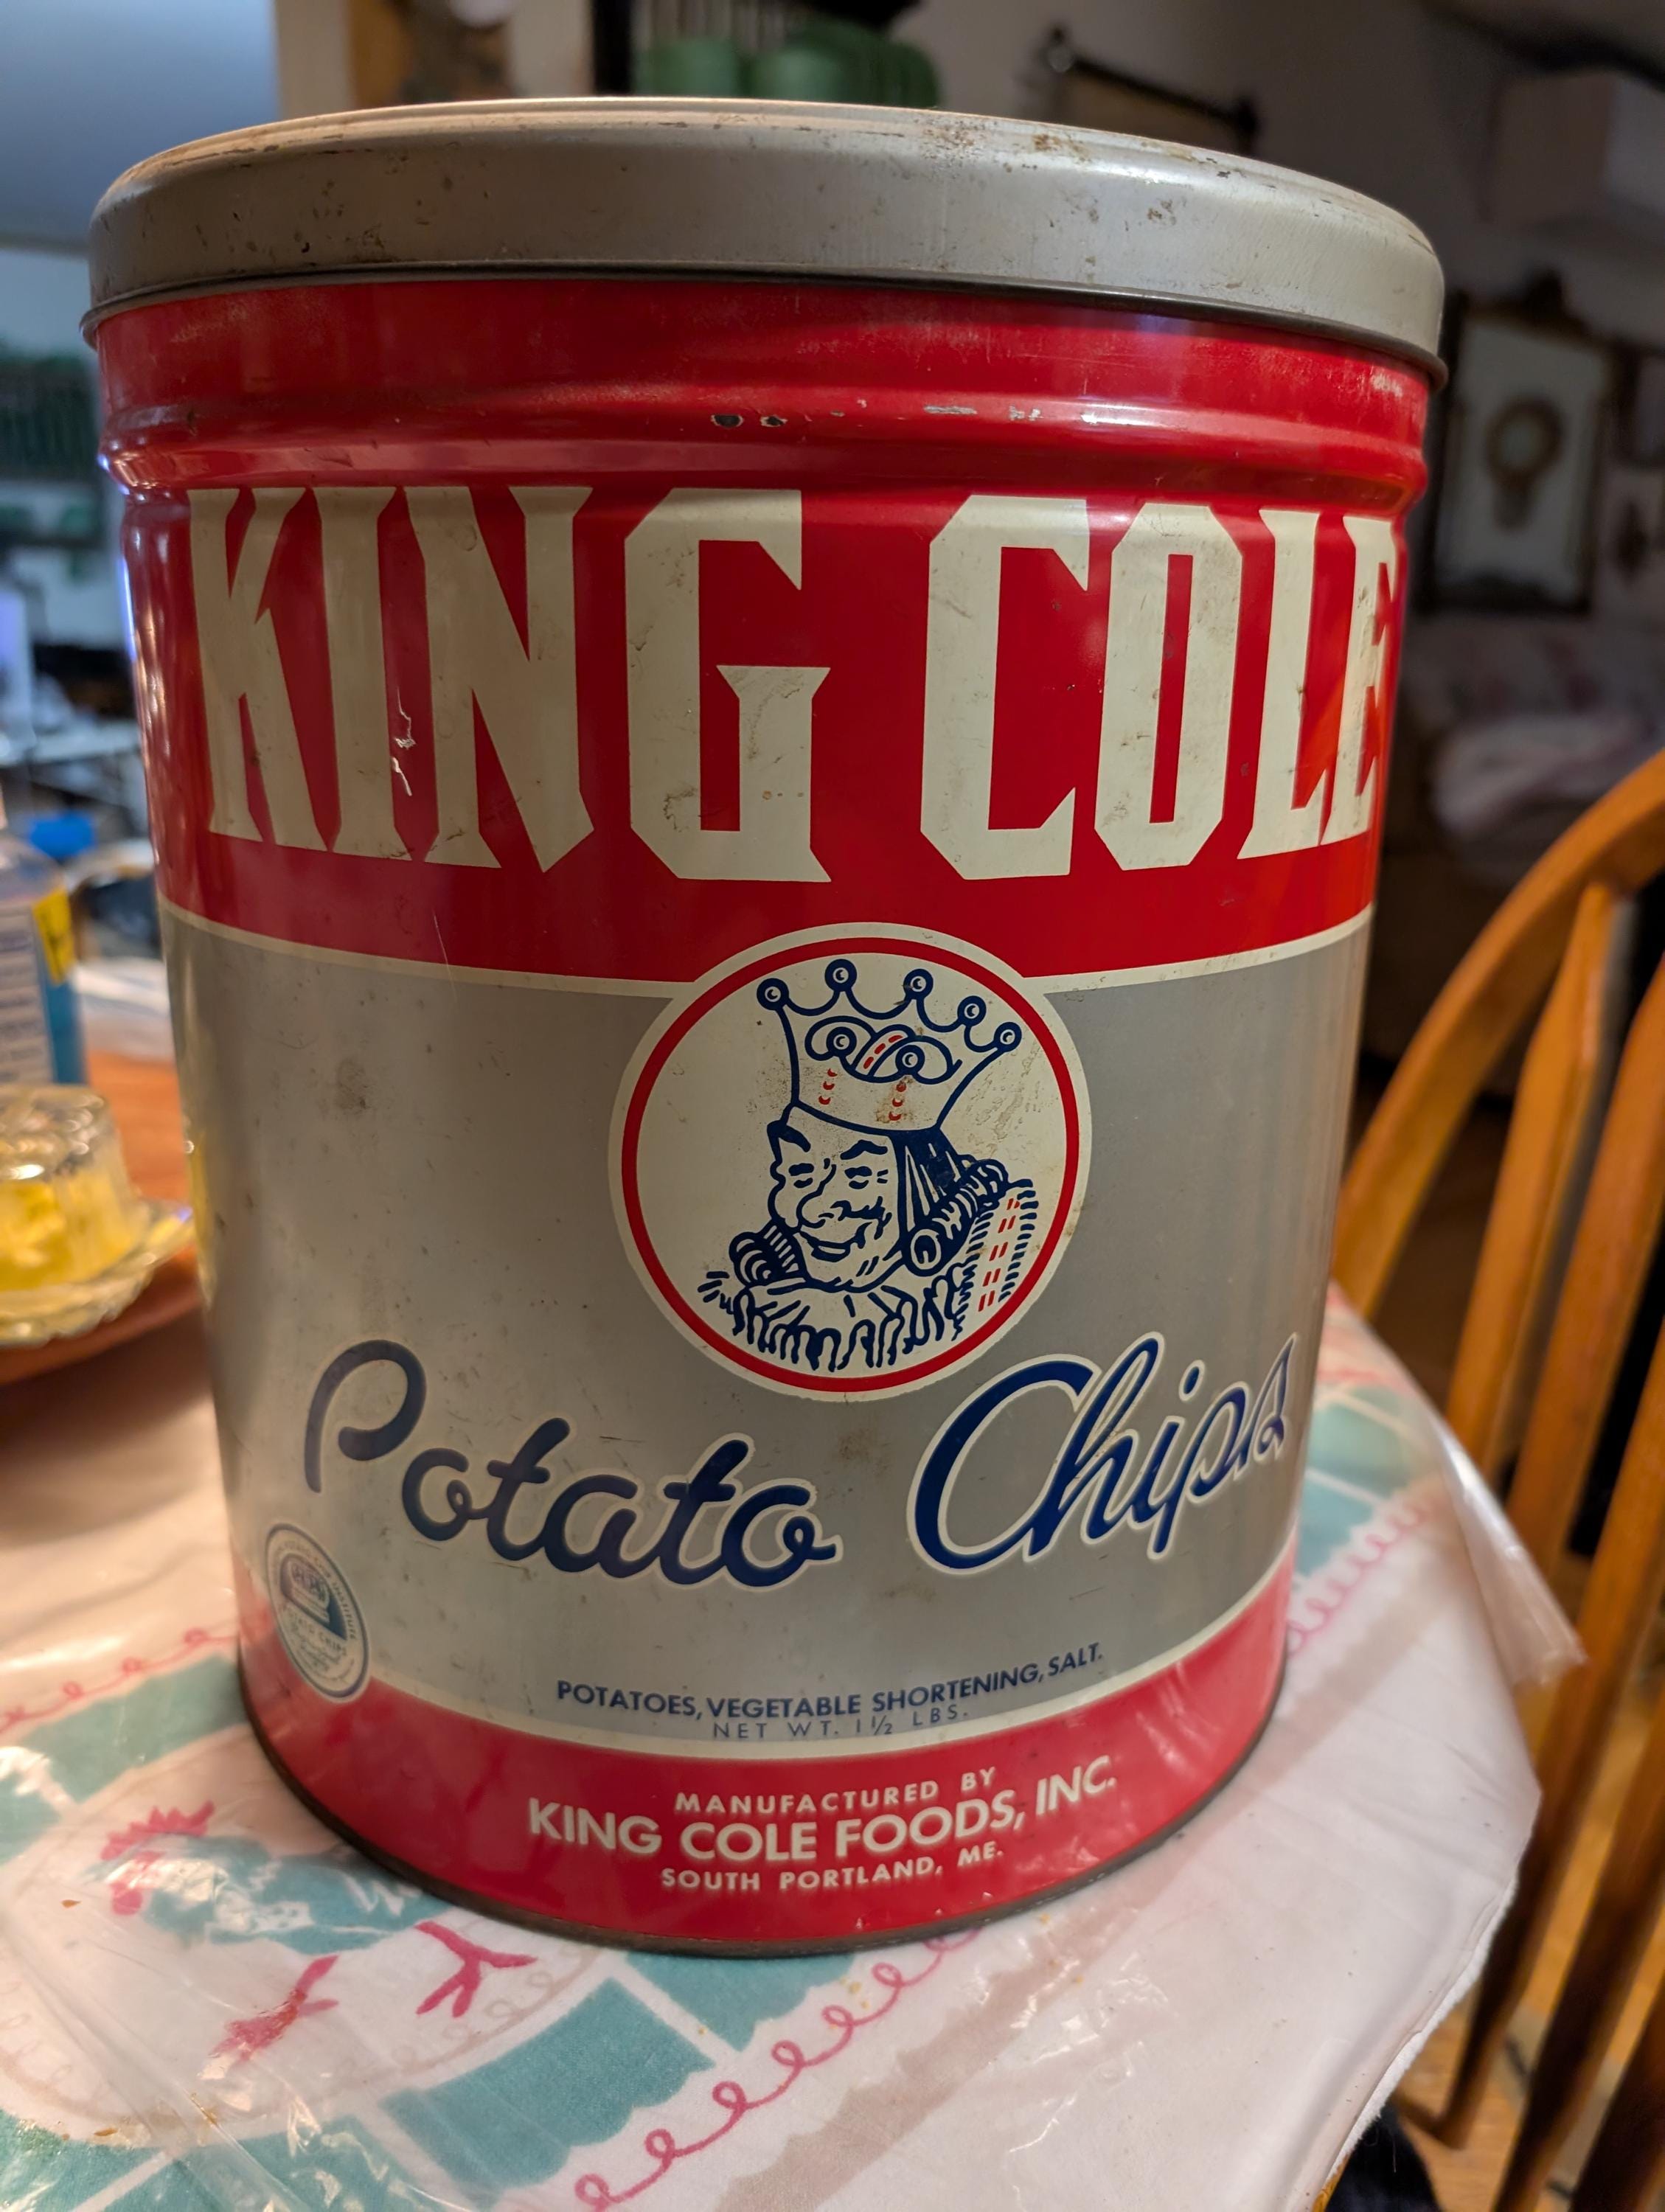 KING COLE
Potato Chips
POTATOES, VEGETABLE SHORTENING, SALT.
NET WT. 1½ LBS.
MANUFACTURED BY
KING COLE FOODS, INC.
SOUTH PORTLAND, ME.